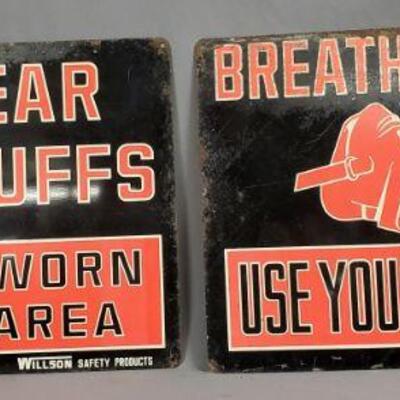 EAR
UFFS
WORN
AREA
WILLSON SAFETY PRODUCTS
BREATH
USE YOU